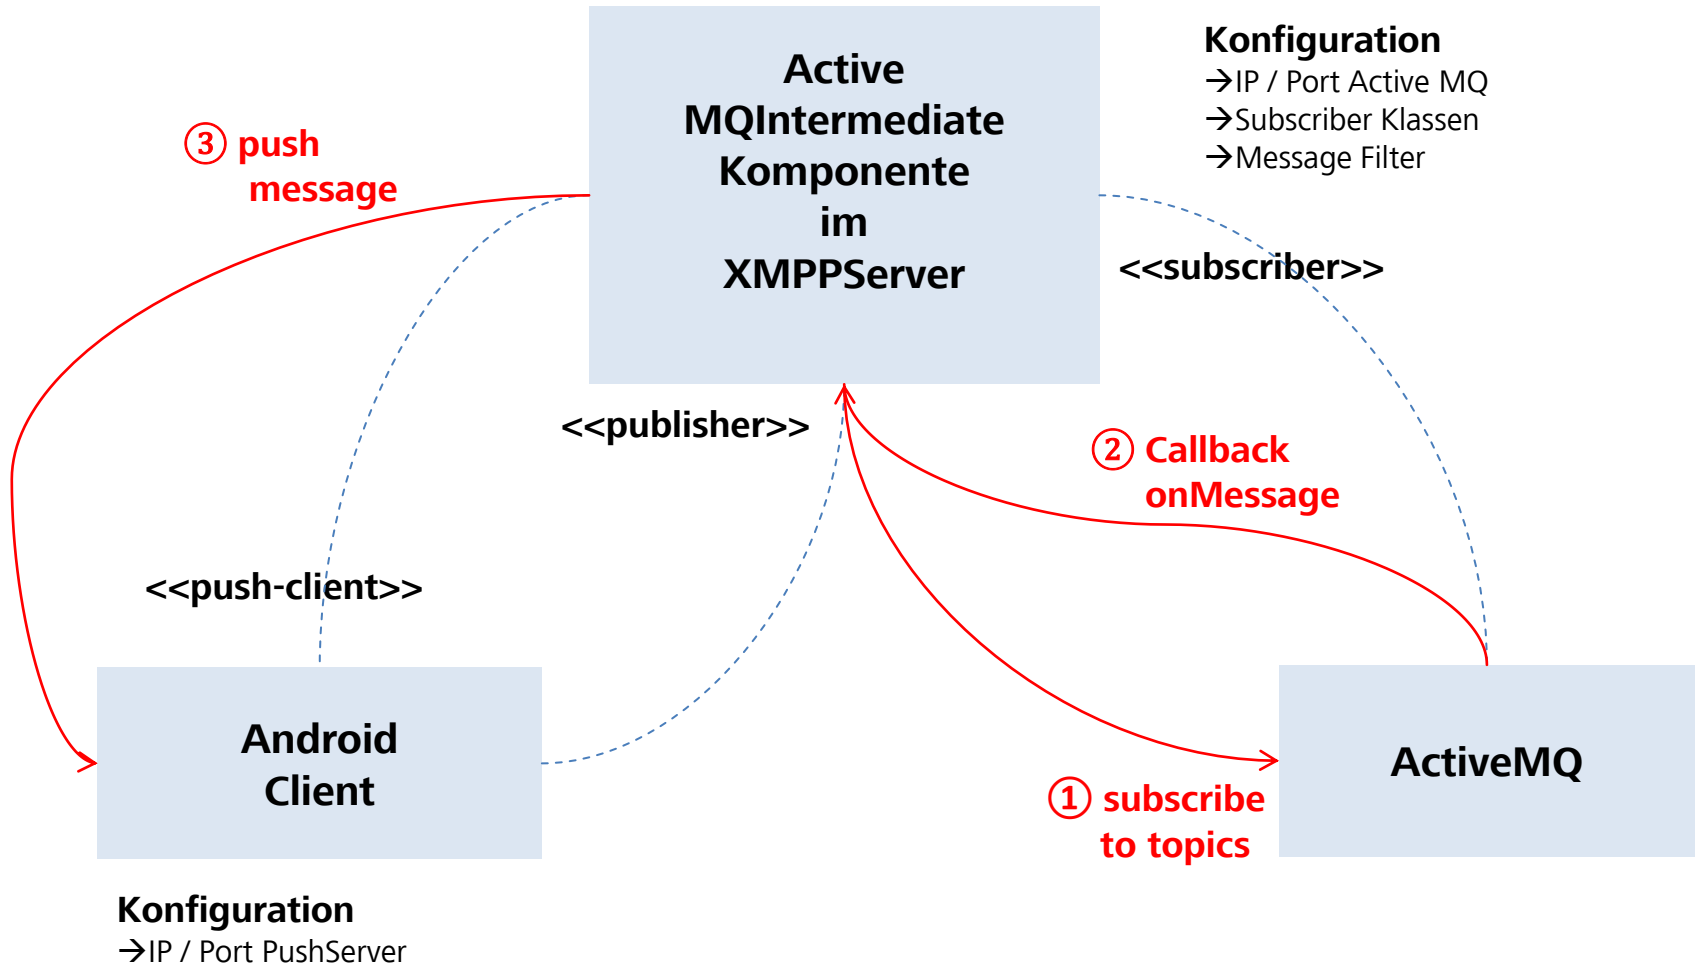 Active
MQIntermediate
Komponente
im
XMPPServer
Konfiguration
→IP / Port Active MQ
→Subscriber Klassen
→Message Filter
③ push
message
<<subscriber>>
<<publisher>>
② Callback
onMessage
<<push-client>>
Android
Client
ActiveMQ
① subscribe
to topics
Konfiguration
→IP / Port PushServer